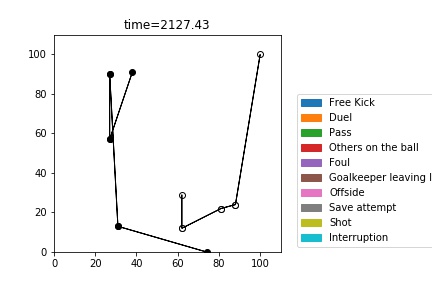 time=2127.43
100
80
60
40
20
0
0
20
40
60
80
100
Free Kick
Duel
Pass
Others on the ball
Foul
Goalkeeper leaving l
Offside
Save attempt
Shot
Interruption